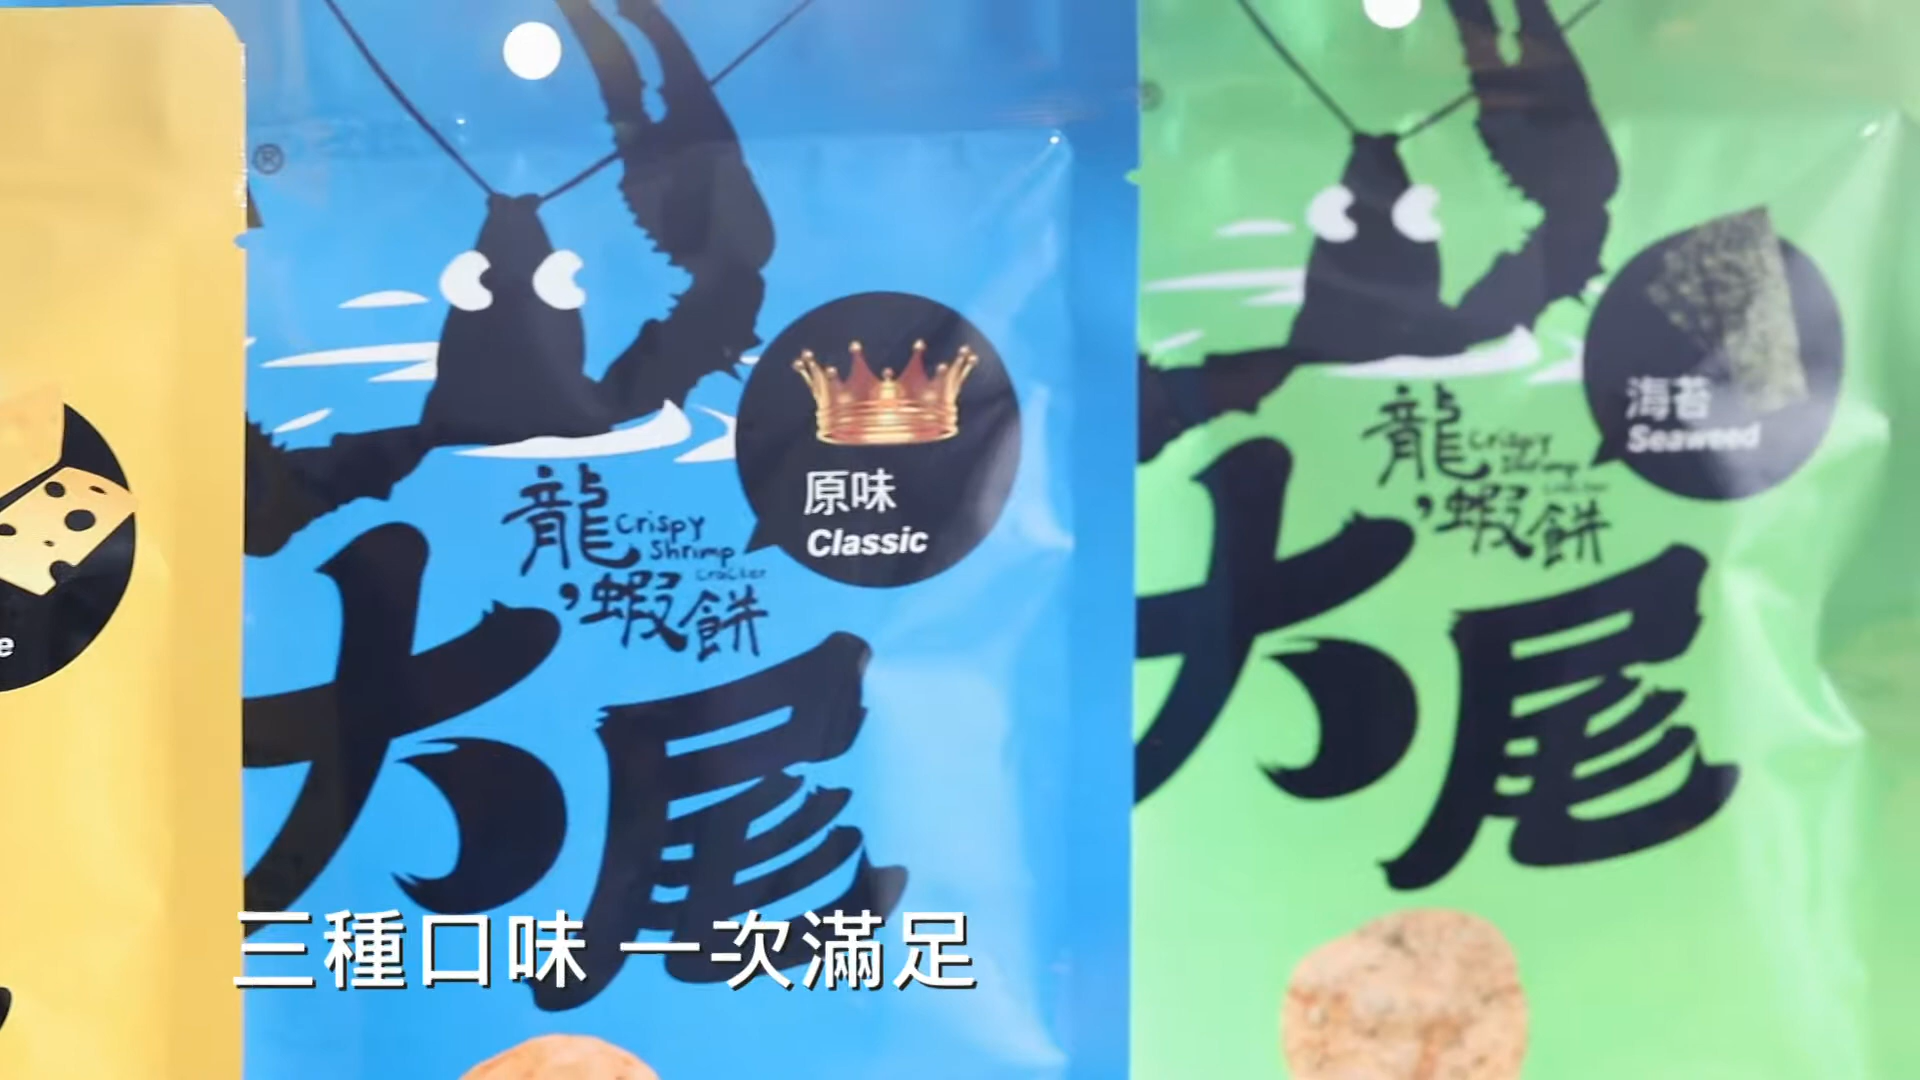 ®
原味
Classic
龍
Crispy
Shrimp
Cracker
蝦餅
大尾
海苔
Seaweed
龍
Crispy
Shrimp
蝦餅
大尾
e
三種口味 一次滿足